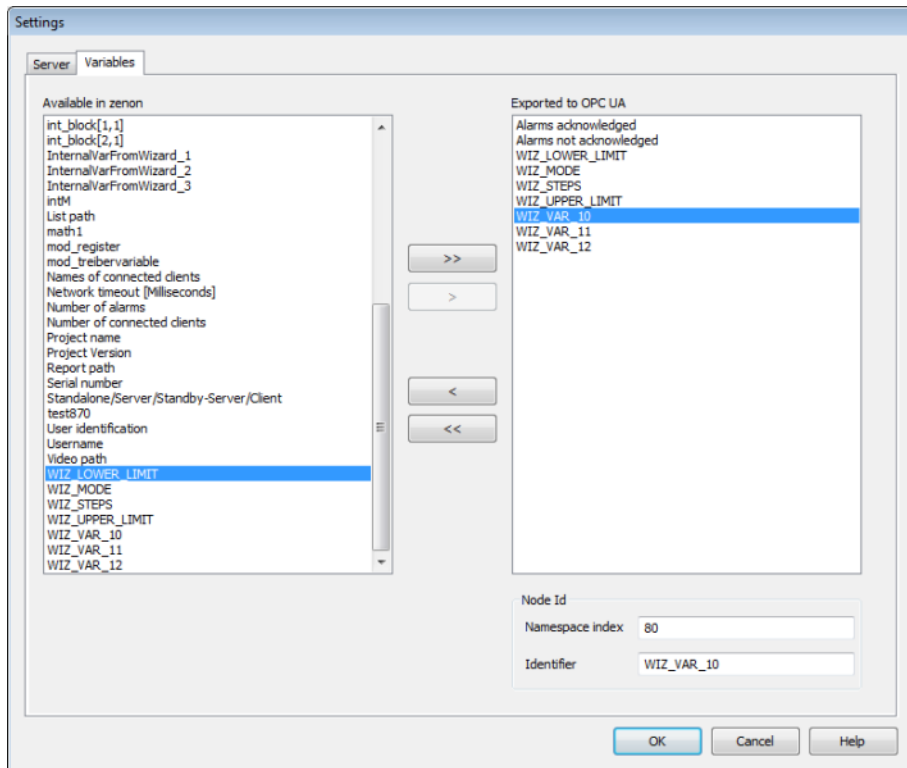 Settings
Server
Variables
Available in zenon
int_block[1,1]
int_block[2,1]
InternalVarFromWizard_1
InternalVarFromWizard_2
InternalVarFromWizard_3
intM
List path
math1
mod_register
mod_treibervariable
Names of connected clients
Network timeout [Milliseconds]
Number of alarms
Number of connected clients
Project name
Project Version
Report path
Serial number
Standalone/Server/Standby-Server/Client
test870
User identification
Username
Video path
WIZ_LOWER_LIMIT
WIZ_MODE
WIZ_STEPS
WIZ_UPPER_LIMIT
WIZ_VAR_10
WIZ_VAR_11
WIZ_VAR_12
>>
>
<
<<
Exported to OPC UA
Alarms acknowledged
Alarms not acknowledged
WIZ_LOWER_LIMIT
WIZ_MODE
WIZ_STEPS
WIZ_UPPER_LIMIT
WIZ_VAR_10
WIZ_VAR_11
WIZ_VAR_12
Node Id
Namespace index 80
Identifier WIZ_VAR_10
OK
Cancel
Help